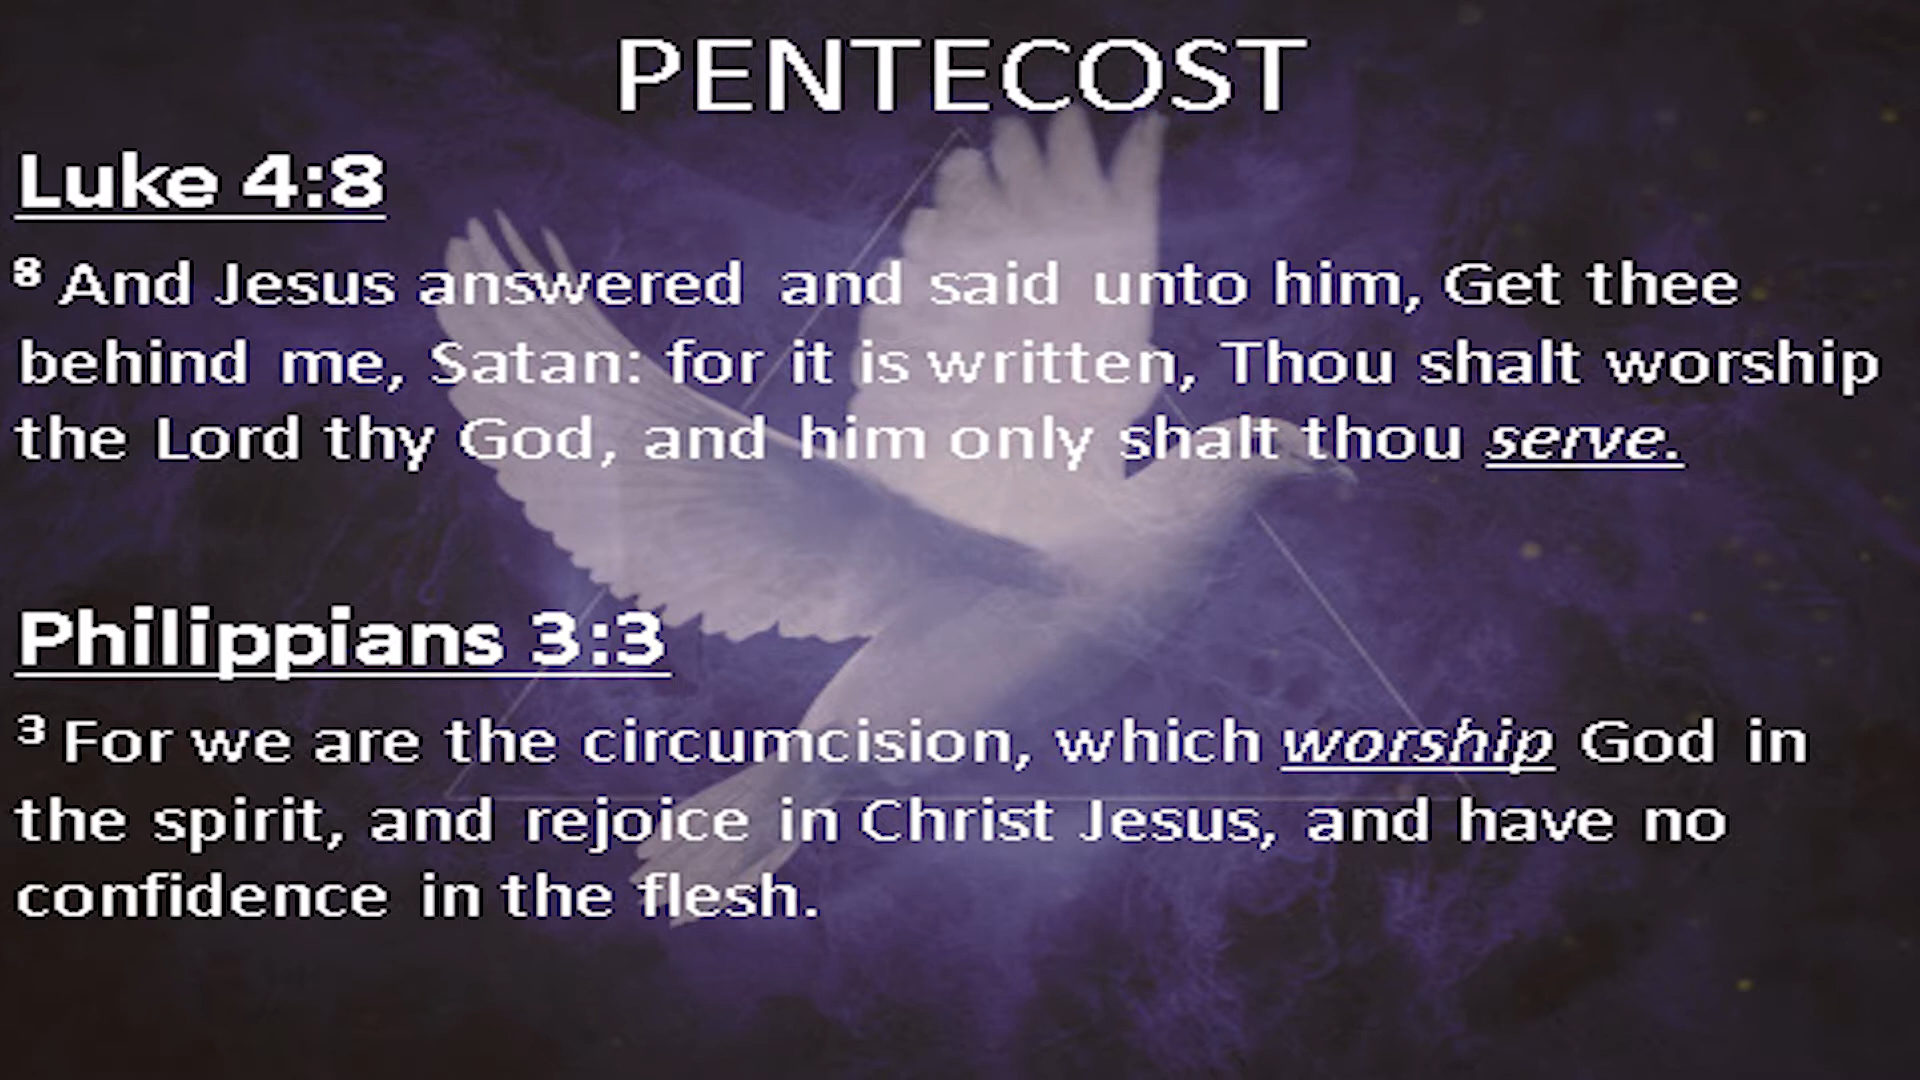 PENTECOST
Luke 4:8
8 And Jesus answered and said unto him, Get thee
behind me, Satan: for it is written, Thou shalt worship
the Lord thy God, and him only shalt thou serve.
Philippians 3:3
3 For we are the circumcision, which worship God in
the spirit, and rejoice in Christ Jesus, and have no
confidence in the flesh.